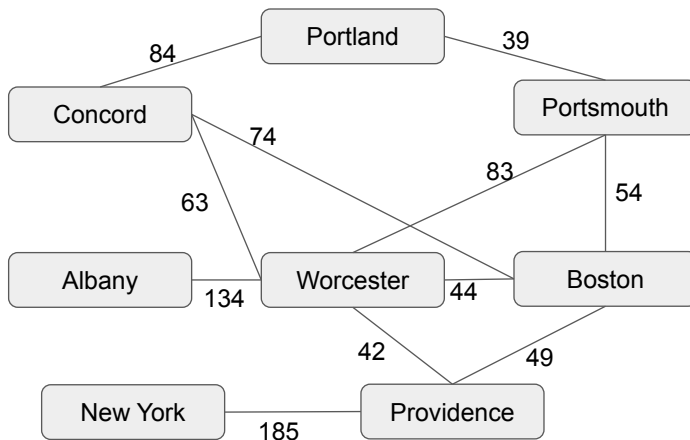 Portland
84
39
Concord
Portsmouth
74
83
63
54
Albany
Worcester
Boston
134
44
42
49
New York
Providence
185